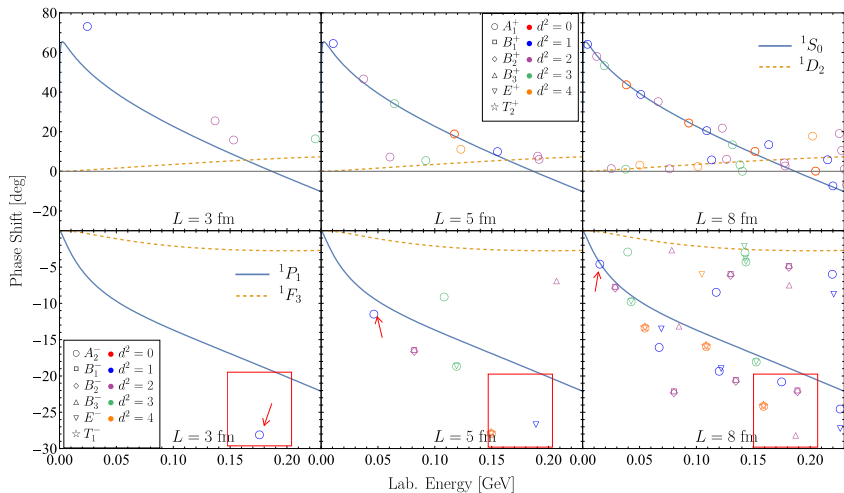 80
60
40
20
0
−20
L = 3 fm
L = 5 fm
A₁⁺ d² = 0
B₁⁺ d² = 1
B₂⁺ d² = 2
B₃⁺ d² = 3
E⁺ d² = 4
T₂⁺
L = 8 fm
¹S₀
¹D₂
Phase Shift [deg]
−5
−10
−15
−20
−25
−30
¹P₁
¹F₃
A₂⁻ d² = 0
B₁⁻ d² = 1
B₂⁻ d² = 2
B₃⁻ d² = 3
E⁻ d² = 4
T₁⁻
L = 3 fm
L = 5 fm
L = 8 fm
0.00 0.05 0.10 0.15 0.20 0.00 0.05 0.10 0.15 0.20 0.00 0.05 0.10 0.15 0.20
Lab. Energy [GeV]